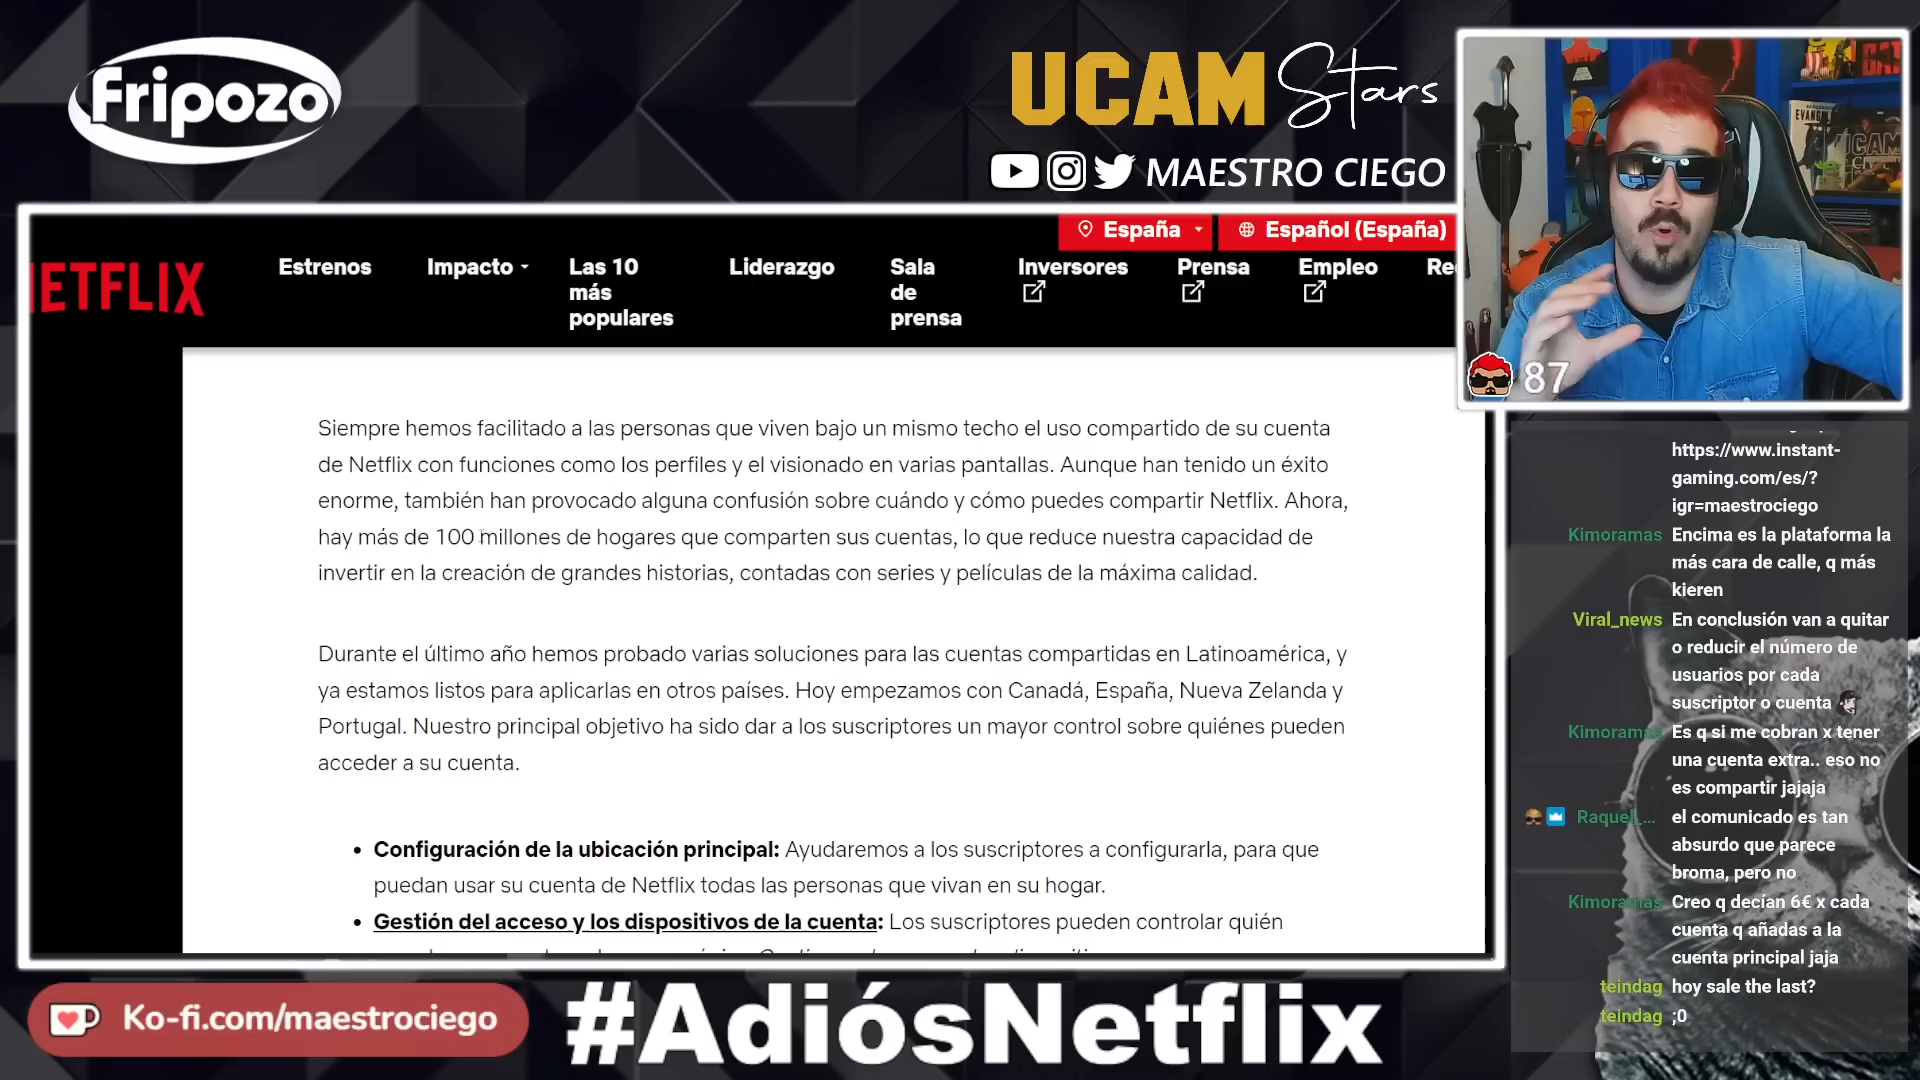 Fripozo
UCAM Stars
MAESTRO CIEGO
España
Español (España)
NETFLIX
Estrenos
Impacto
Las 10
más
populares
Liderazgo
Sala
de
prensa
Inversores
Prensa
Empleo
87
Siempre hemos facilitado a las personas que viven bajo un mismo techo el uso compartido de su cuenta
de Netflix con funciones como los perfiles y el visionado en varias pantallas. Aunque han tenido un éxito
enorme, también han provocado alguna confusión sobre cuándo y cómo puedes compartir Netflix. Ahora,
hay más de 100 millones de hogares que comparten sus cuentas, lo que reduce nuestra capacidad de
invertir en la creación de grandes historias, contadas con series y películas de la máxima calidad.
Durante el último año hemos probado varias soluciones para las cuentas compartidas en Latinoamérica, y
ya estamos listos para aplicarlas en otros países. Hoy empezamos con Canadá, España, Nueva Zelanda y
Portugal. Nuestro principal objetivo ha sido dar a los suscriptores un mayor control sobre quiénes pueden
acceder a su cuenta.
• Configuración de la ubicación principal: Ayudaremos a los suscriptores a configurarla, para que
puedan usar su cuenta de Netflix todas las personas que vivan en su hogar.
• Gestión del acceso y los dispositivos de la cuenta: Los suscriptores pueden controlar quién
https://www.instant-
gaming.com/es/?
igr=maestrociego
Kimoramas Encima es la plataforma la
más cara de calle, q más
kieren
Viral_news En conclusión van a quitar
o reducir el número de
usuarios por cada
suscriptor o cuenta
Kimoramas Es q si me cobran x tener
una cuenta extra.. eso no
es compartir jajaja
Raquel_... el comunicado es tan
absurdo que parece
broma, pero no
Kimoramas Creo q decían 6€ x cada
cuenta q añadas a la
cuenta principal jaja
teindag hoy sale the last?
teindag ;0
Ko-fi.com/maestrociego
#AdiósNetflix